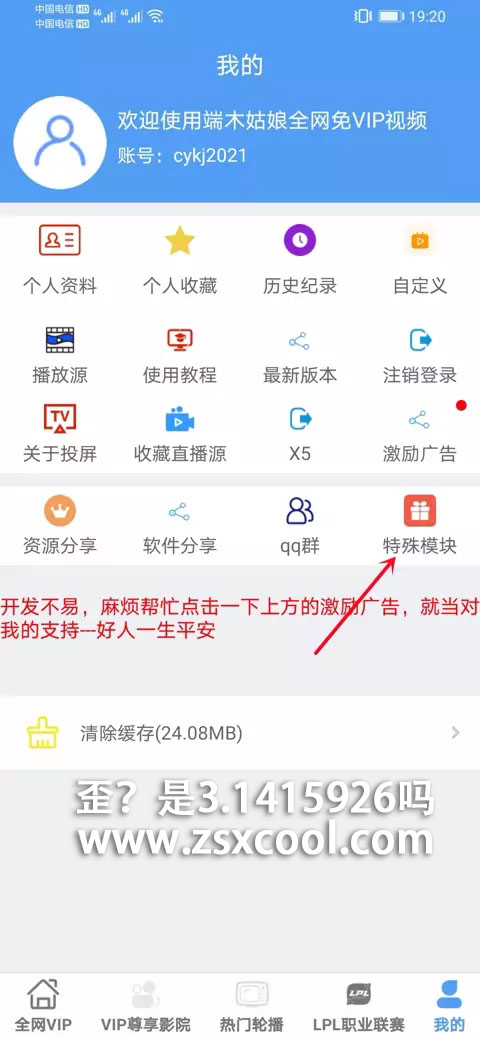 中国电信HD 4G 4G 19:20
中国电信HD
我的
欢迎使用端木姑娘全网免VIP视频
账号：cykj2021
个人资料 个人收藏 历史纪录 自定义
播放源 使用教程 最新版本 注销登录
TV
关于投屏 收藏直播源 X5 激励广告
资源分享 软件分享 qq群 特殊模块
开发不易，麻烦帮忙点击一下上方的激励广告，就当对
我的支持---好人一生平安
清除缓存(24.08MB)
歪？是3.1415926吗
www.zsxcool.com
LPL
全网VIP VIP尊享影院 热门轮播 LPL职业联赛 我的